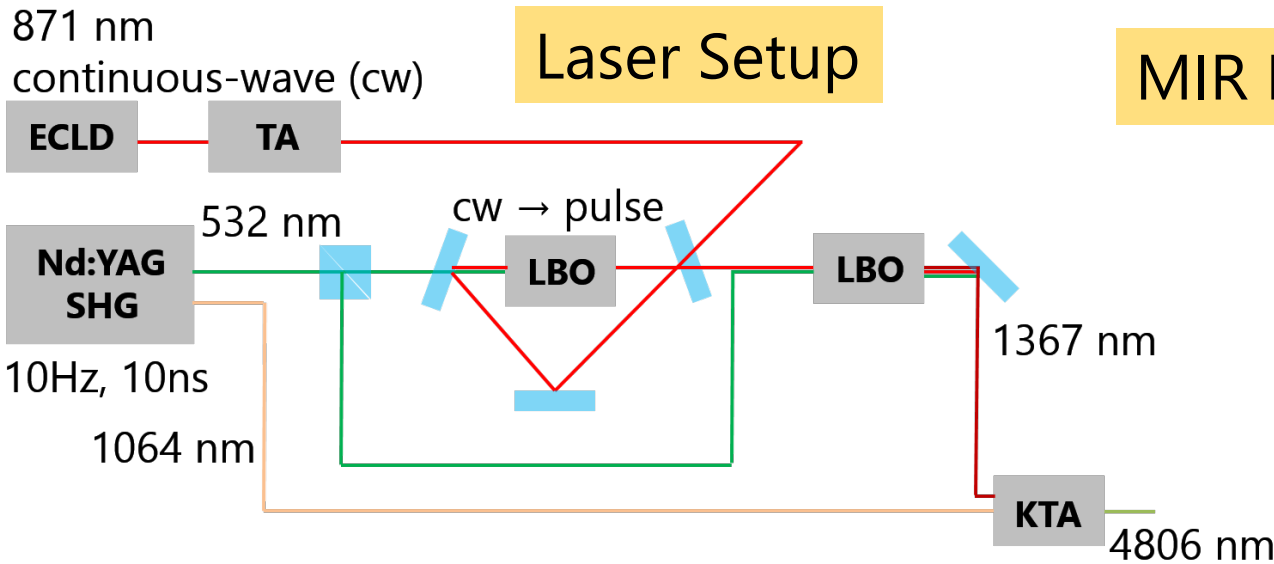 871 nm
continuous-wave (cw)
Laser Setup
MIR
ECLD
TA
532 nm
cw → pulse
Nd:YAG
SHG
LBO
LBO
10Hz, 10ns
1367 nm
1064 nm
KTA
4806 nm